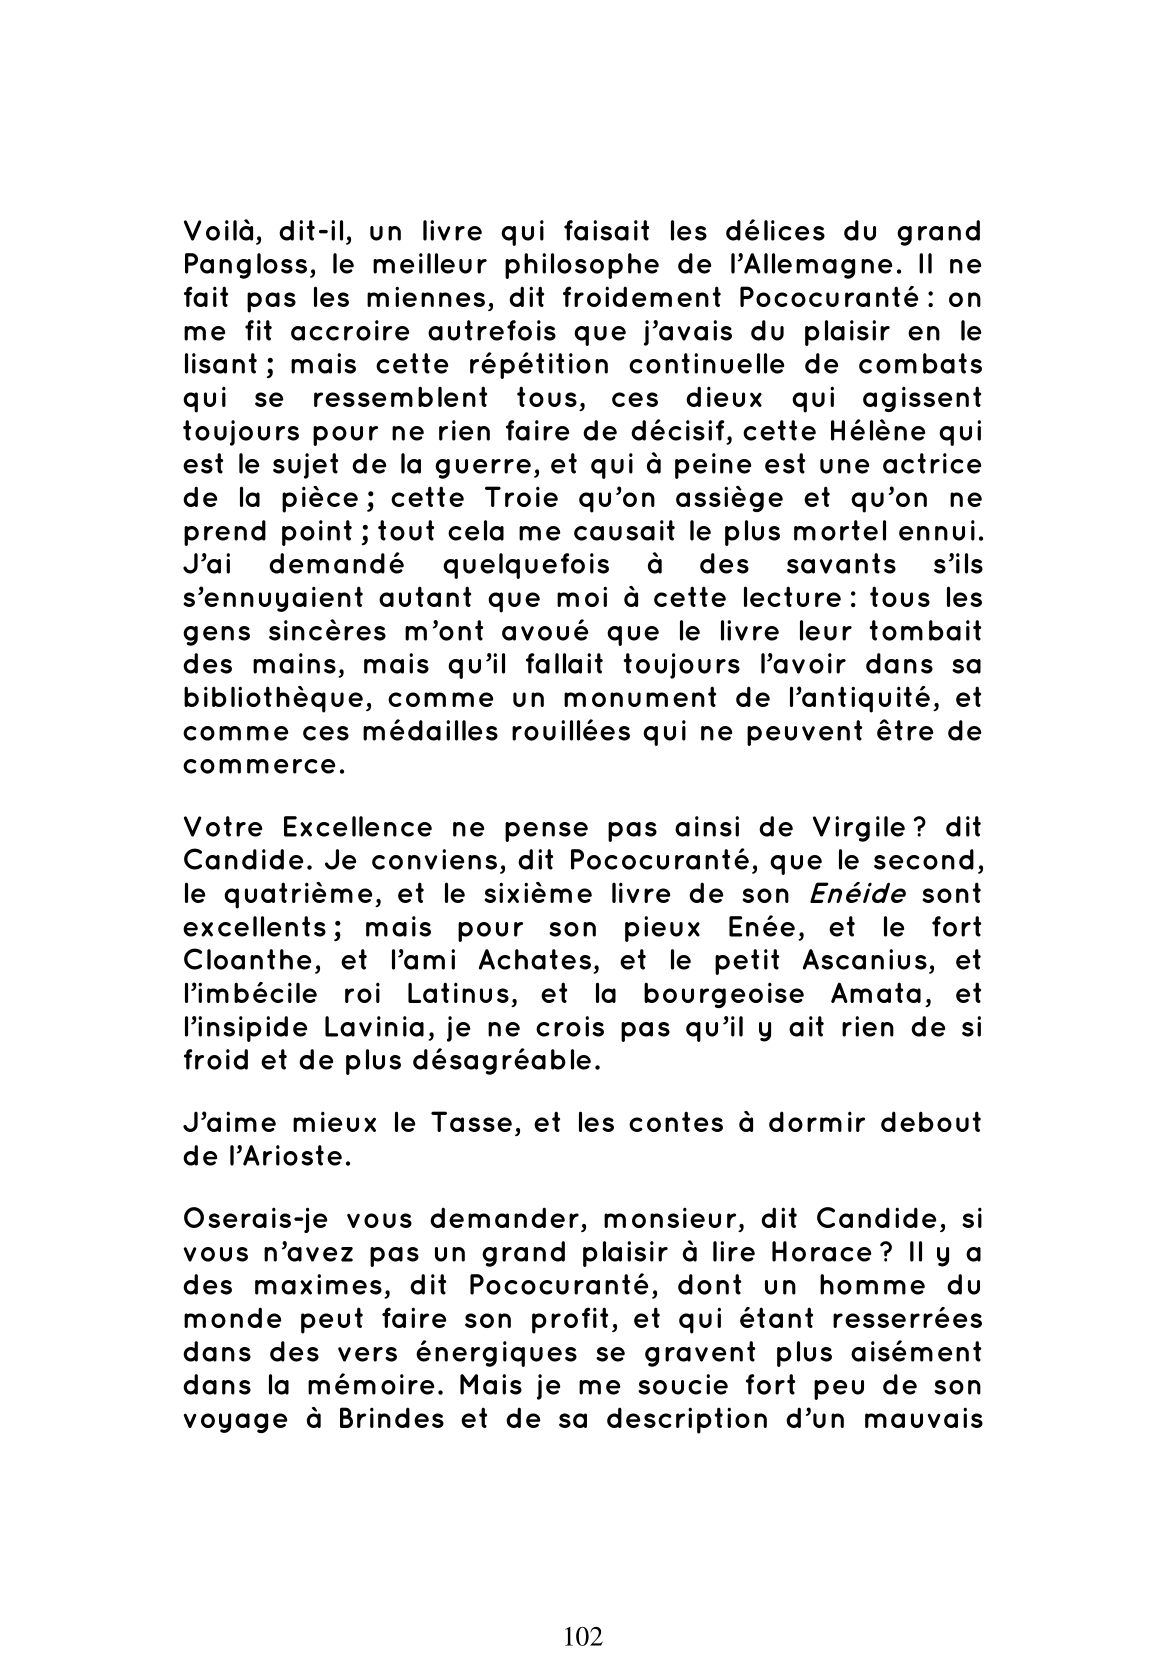 Voilà, dit-il, un livre qui faisait les délices du grand
Pangloss, le meilleur philosophe de l’Allemagne. Il ne
fait pas les miennes, dit froidement Pococuranté : on
me fit accroire autrefois que j’avais du plaisir en le
lisant ; mais cette répétition continuelle de combats
qui se ressemblent tous, ces dieux qui agissent
toujours pour ne rien faire de décisif, cette Hélène qui
est le sujet de la guerre, et qui à peine est une actrice
de la pièce ; cette Troie qu’on assiège et qu’on ne
prend point ; tout cela me causait le plus mortel ennui.
J’ai demandé quelquefois à des savants s’ils
s’ennuyaient autant que moi à cette lecture : tous les
gens sincères m’ont avoué que le livre leur tombait
des mains, mais qu’il fallait toujours l’avoir dans sa
bibliothèque, comme un monument de l’antiquité, et
comme ces médailles rouillées qui ne peuvent être de
commerce.
Votre Excellence ne pense pas ainsi de Virgile ? dit
Candide. Je conviens, dit Pococuranté, que le second,
le quatrième, et le sixième livre de son Enéide sont
excellents ; mais pour son pieux Enée, et le fort
Cloanthe, et l’ami Achates, et le petit Ascanius, et
l’imbécile roi Latinus, et la bourgeoise Amata, et
l’insipide Lavinia, je ne crois pas qu’il y ait rien de si
froid et de plus désagréable.
J’aime mieux le Tasse, et les contes à dormir debout
de l’Arioste.
Oserais-je vous demander, monsieur, dit Candide, si
vous n’avez pas un grand plaisir à lire Horace ? Il y a
des maximes, dit Pococuranté, dont un homme du
monde peut faire son profit, et qui étant resserrées
dans des vers énergiques se gravent plus aisément
dans la mémoire. Mais je me soucie fort peu de son
voyage à Brindes et de sa description d’un mauvais
102